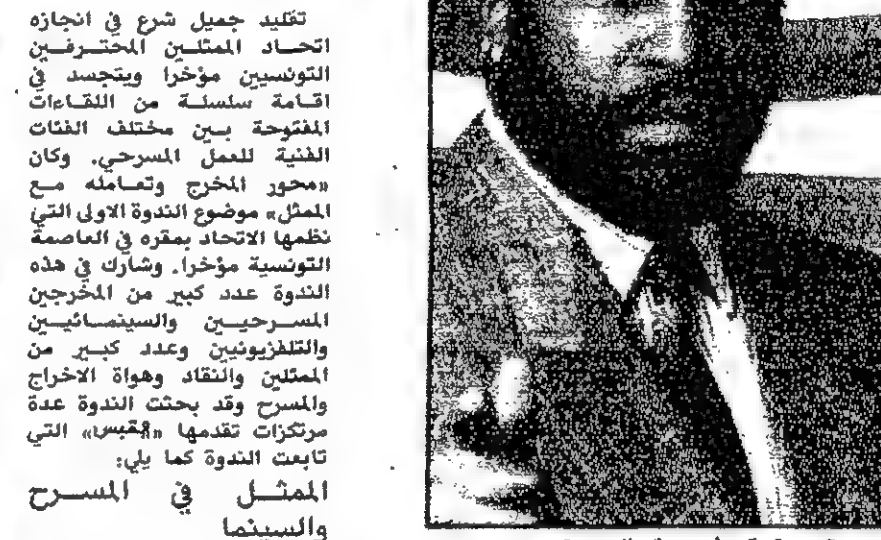 تقليد جميل شرع في انجازه
اتحاد الممثلين المحترفين
التونسيين مؤخرا ويتجسد في
اقامة سلسلة من اللقاءات
المفتوحة بين مختلف الفئات
الفنية للعمل المسرحي. وكان
«محور المخرج وتعامله مع
الممثل» موضوع الندوة الاولى التي
نظمها الاتحاد بمقره في العاصمة
التونسية مؤخرا. وشارك في هذه
الندوة عدد كبير من المخرجين
المسرحيين والسينمائيين
والتلفزيونيين وعدد كبير من
الممثلين والنقاد وهواة الاخراج
والمسرح وقد بحثت الندوة عدة
مرتكزات تقدمها «القبس» التي
تابعت الندوة كما يلي:
الممثل في المسرح
والسينما